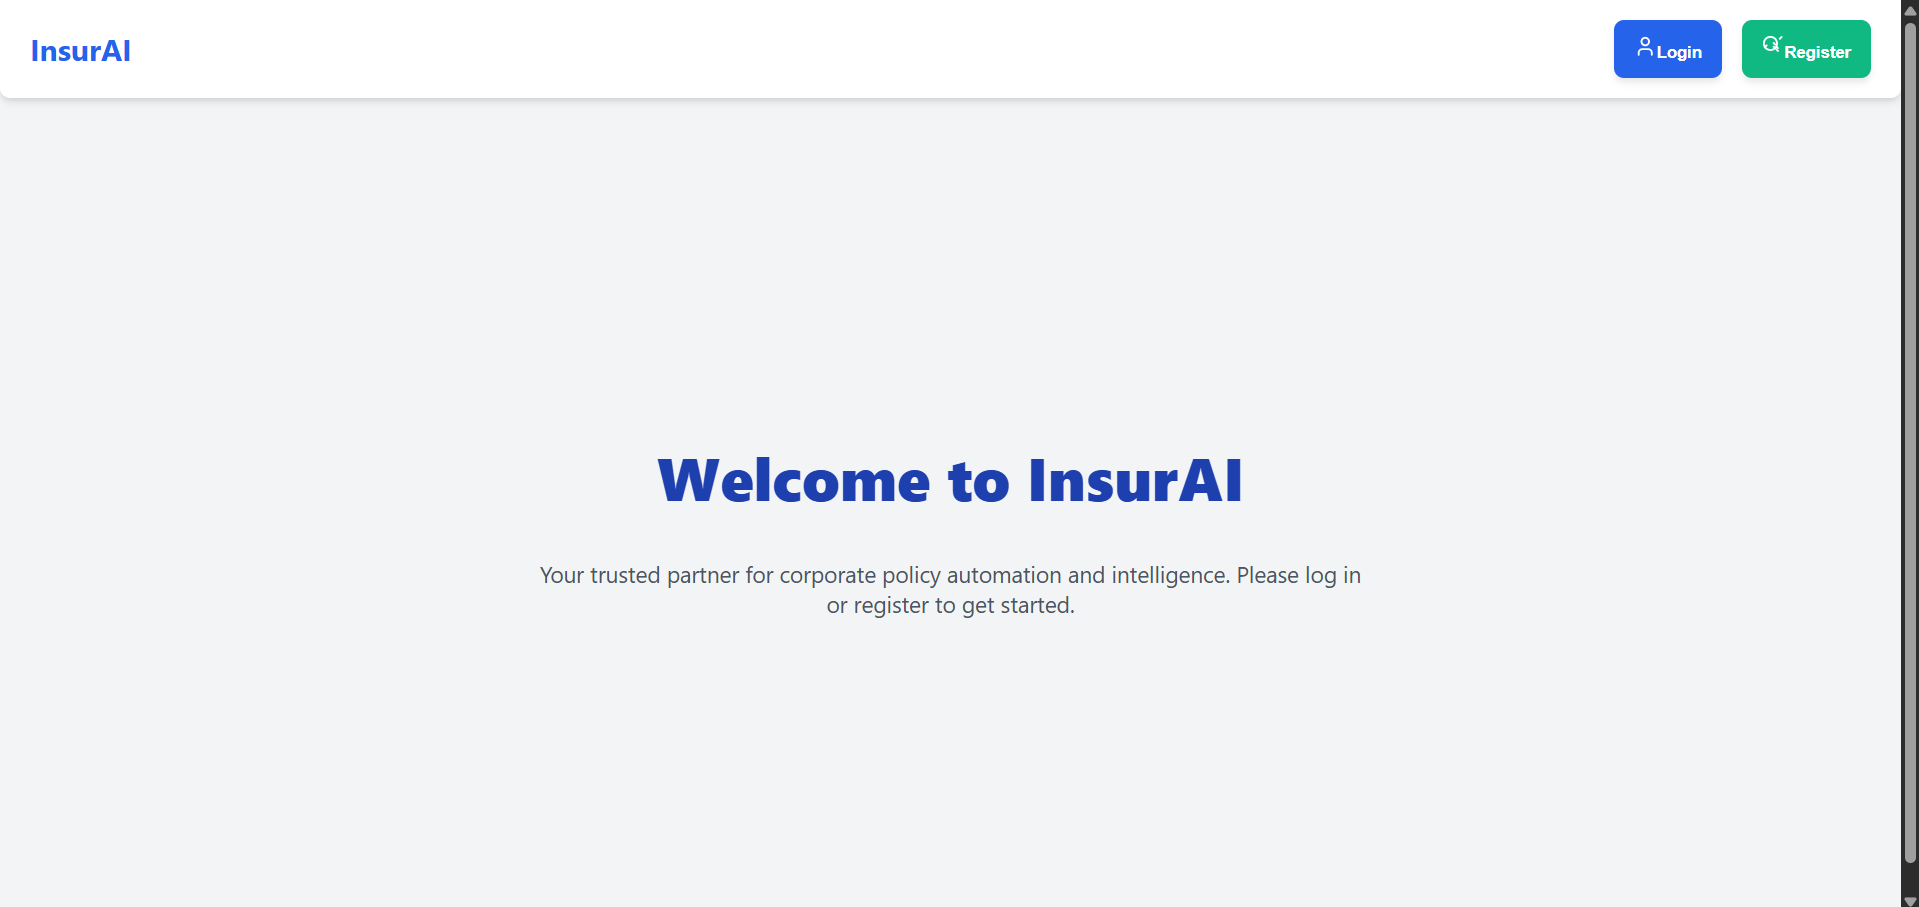 InsurAI
Login
Register
Welcome to InsurAI
Your trusted partner for corporate policy automation and intelligence. Please log in
or register to get started.